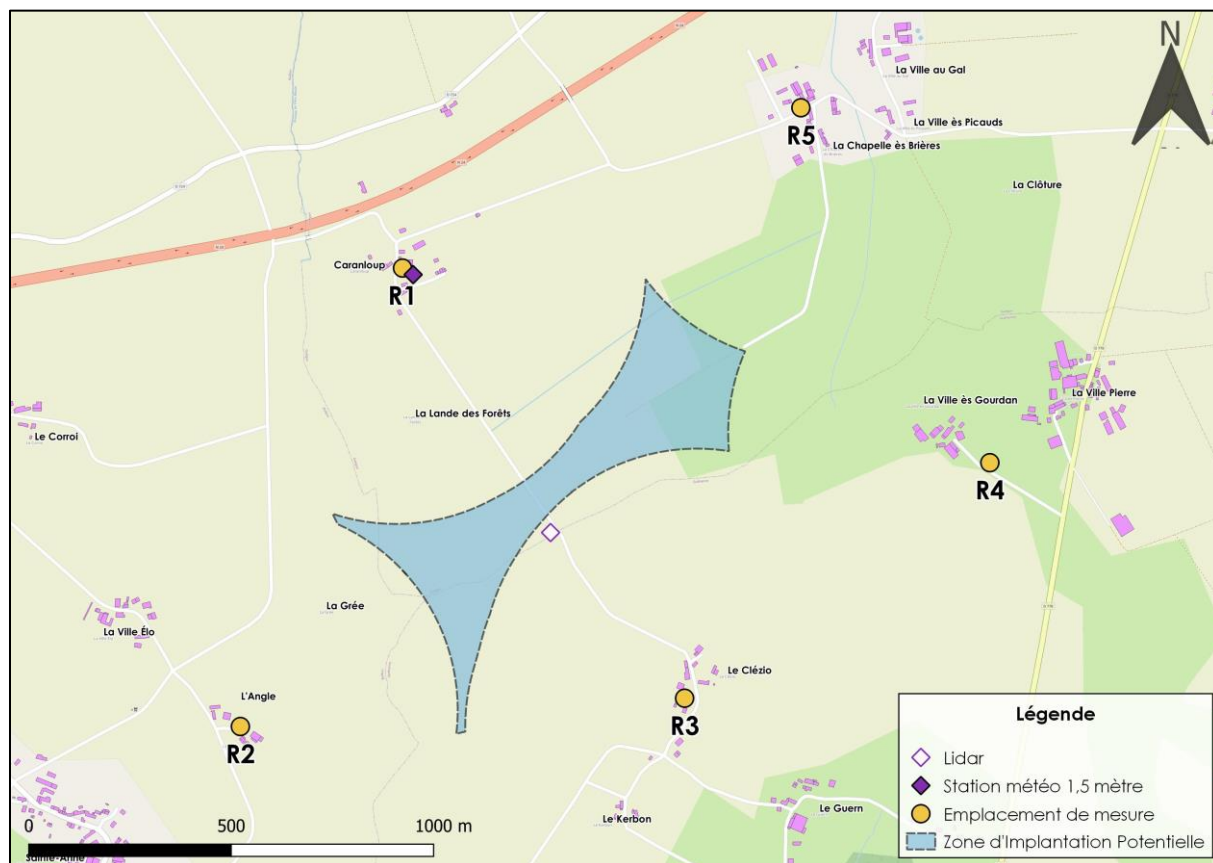 N
La Ville au Gal
La Ville ès Picauds
R5
La Chapelle ès Brières
La Clôture
Caranloup
R1
La Ville Pierre
La Ville ès Gourdan
La Lande des Forêts
Le Corroî
R4
La Grée
La Ville Élo
Le Clézio
L'Angle
R3
R2
Le Guern
Le Kerbon
Sainte-Anne
0 500 1000 m
Légende
Lidar
Station météo 1,5 mètre
Emplacement de mesure
Zone d'Implantation Potentielle